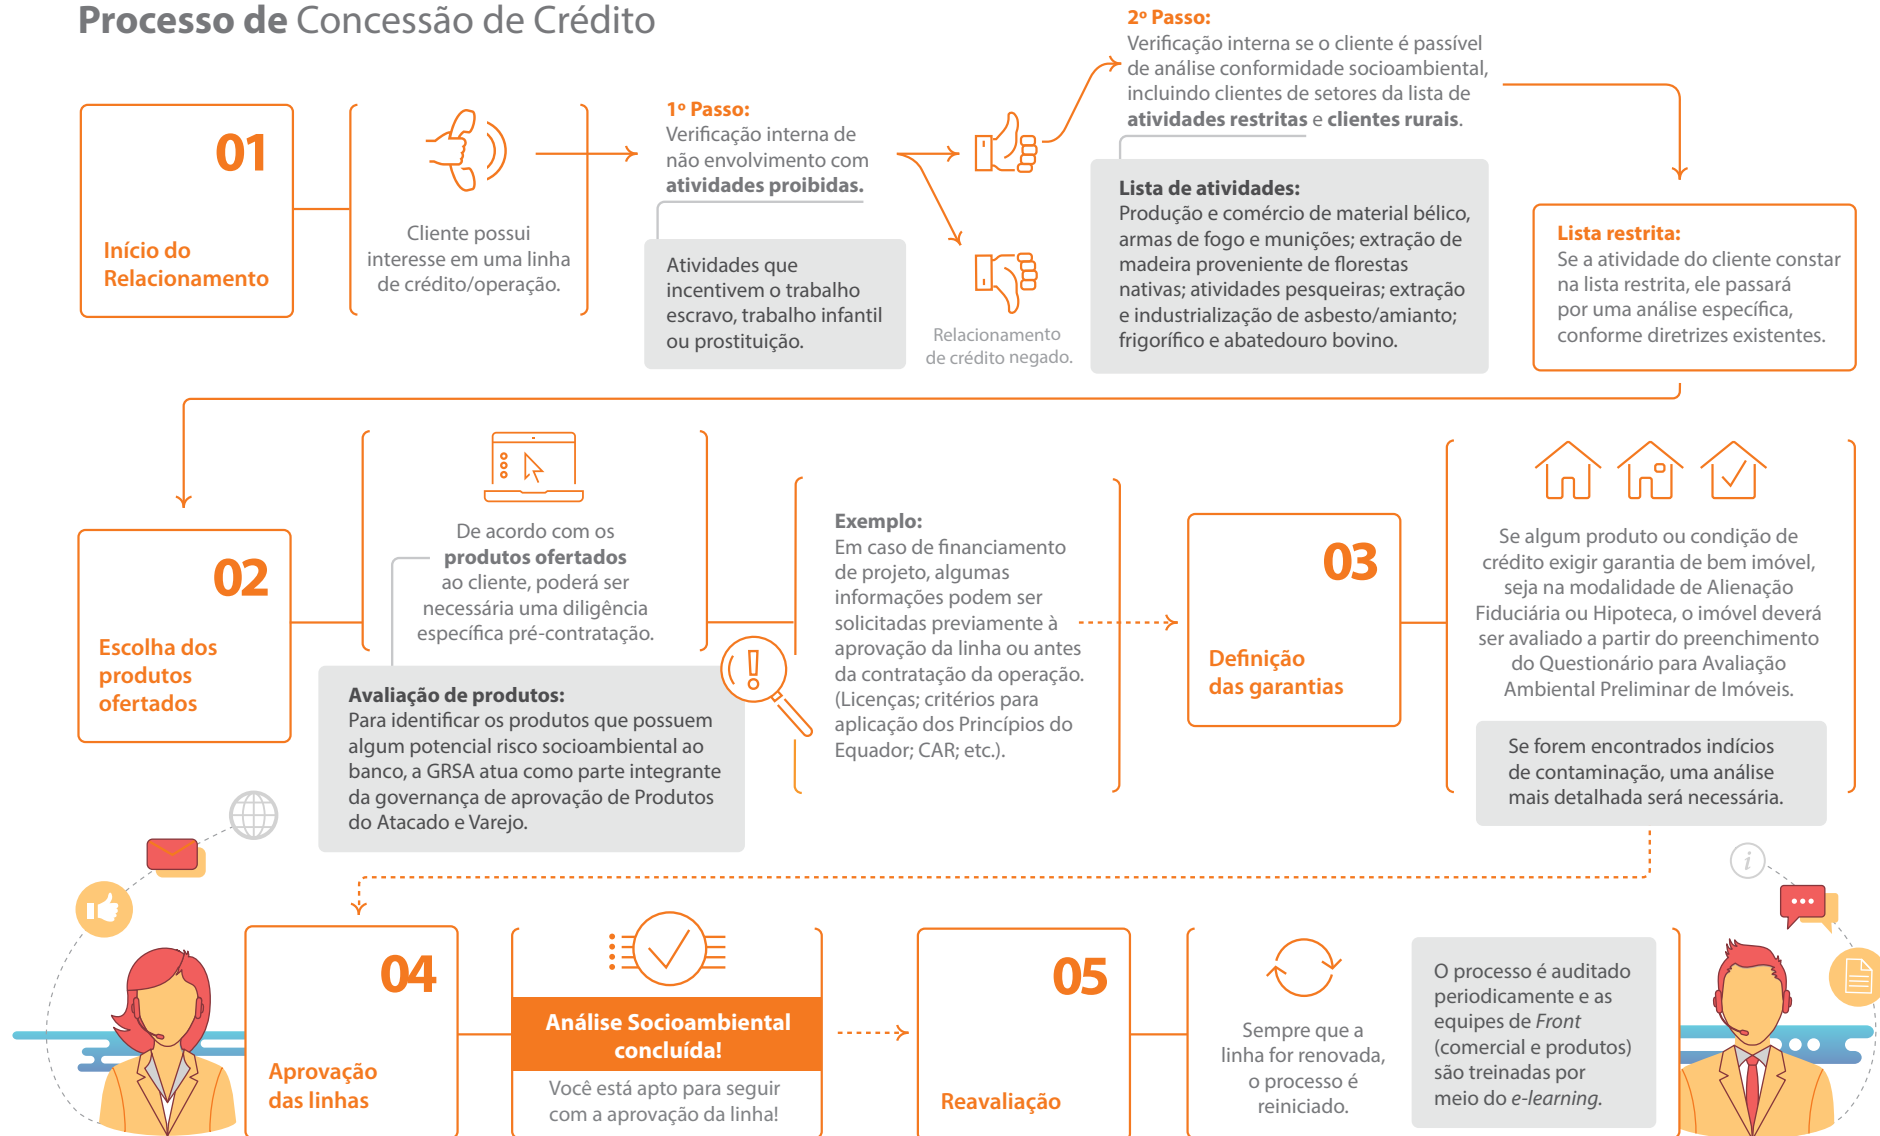 Processo de Concessão de Crédito
01
Início do
Relacionamento
Cliente possui
interesse em uma linha
de crédito/operação.
1º Passo:
Verificação interna de
não envolvimento com
atividades proibidas.
Atividades que
incentivem o trabalho
escravo, trabalho infantil
ou prostituição.
Relacionamento
de crédito negado.
2º Passo:
Verificação interna se o cliente é passível
de análise conformidade socioambiental,
incluindo clientes de setores da lista de
atividades restritas e clientes rurais.
Lista de atividades:
Produção e comércio de material bélico,
armas de fogo e munições; extração de
madeira proveniente de florestas
nativas; atividades pesqueiras; extração
e industrialização de asbesto/amianto;
frigorífico e abatedouro bovino.
Lista restrita:
Se a atividade do cliente constar
na lista restrita, ele passará
por uma análise específica,
conforme diretrizes existentes.
02
Escolha dos
produtos
ofertados
De acordo com os
produtos ofertados
ao cliente, poderá ser
necessária uma diligência
específica pré-contratação.
Avaliação de produtos:
Para identificar os produtos que possuem
algum potencial risco socioambiental ao
banco, a GRSA atua como parte integrante
da governança de aprovação de Produtos
do Atacado e Varejo.
Exemplo:
Em caso de financiamento
de projeto, algumas
informações podem ser
solicitadas previamente à
aprovação da linha ou antes
da contratação da operação.
(Licenças; critérios para
aplicação dos Princípios do
Equador; CAR; etc.).
03
Definição
das garantias
Se algum produto ou condição de
crédito exigir garantia de bem imóvel,
seja na modalidade de Alienação
Fiduciária ou Hipoteca, o imóvel deverá
ser avaliado a partir do preenchimento
do Questionário para Avaliação
Ambiental Preliminar de Imóveis.
Se forem encontrados indícios
de contaminação, uma análise
mais detalhada será necessária.
04
Aprovação
das linhas
Análise Socioambiental
concluída!
Você está apto para seguir
com a aprovação da linha!
05
Reavaliação
Sempre que a
linha for renovada,
o processo é
reiniciado.
O processo é auditado
periodicamente e as
equipes de Front
(comercial e produtos)
são treinadas por
meio do e-learning.
i